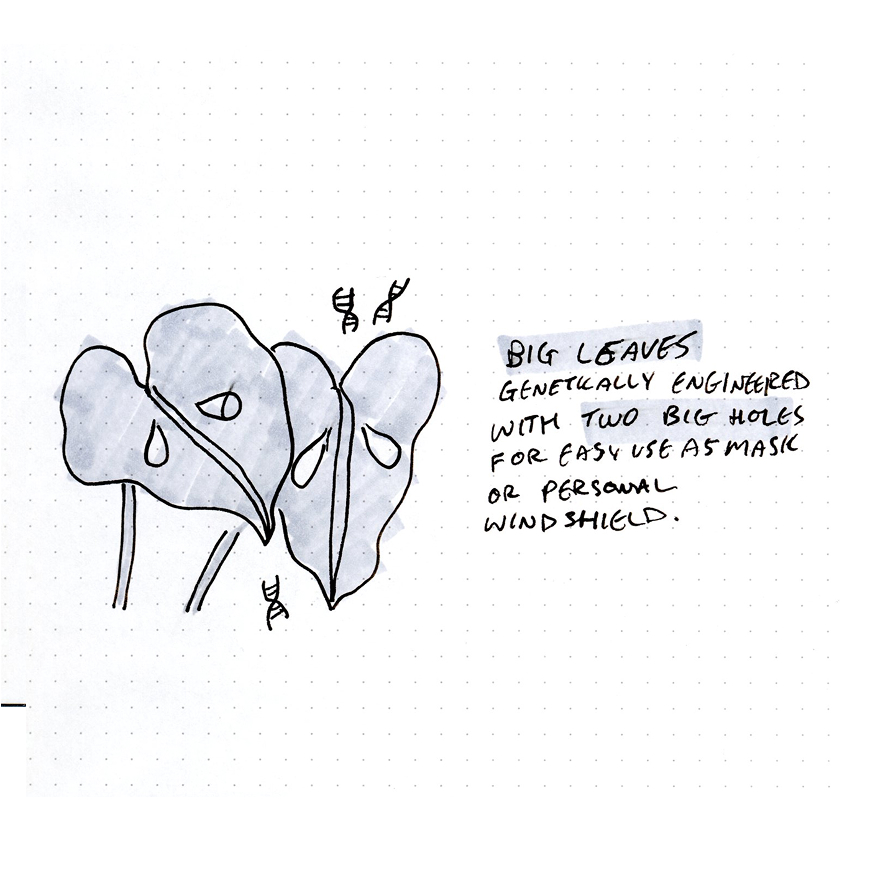 BIG LEAVES
GENETICALLY ENGINEERED
WITH TWO BIG HOLES
FOR EASY USE AS MASK
OR PERSONAL
WINDSHIELD.